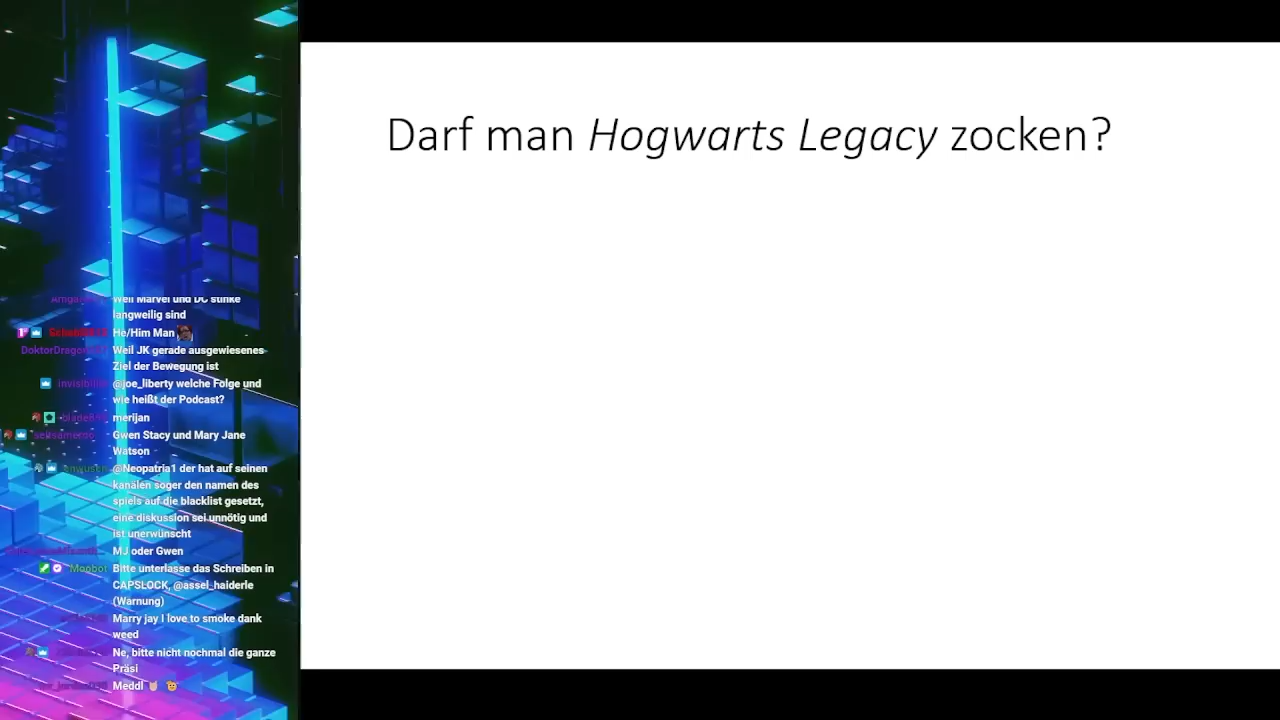 Darf man Hogwarts Legacy zocken?
Weil Marvel und DC stinke
langweilig sind
He/Him Man
Weil JK gerade ausgewiesenes
Ziel der Bewegung ist
@joe_liberty welche Folge und
wie heißt der Podcast?
merijan
Gwen Stacy und Mary Jane
Watson
@Neopatria1 der hat auf seinen
kanälen soger den namen des
spiels auf die blacklist gesetzt,
eine diskussion sei unnötig und
ist unerwünscht
MJ oder Gwen
Moobot Bitte unterlasse das Schreiben in
CAPSLOCK, @assel_haiderle
(Warnung)
Marry jay I love to smoke dank
weed
Ne, bitte nicht nochmal die ganze
Präsi
Meddl